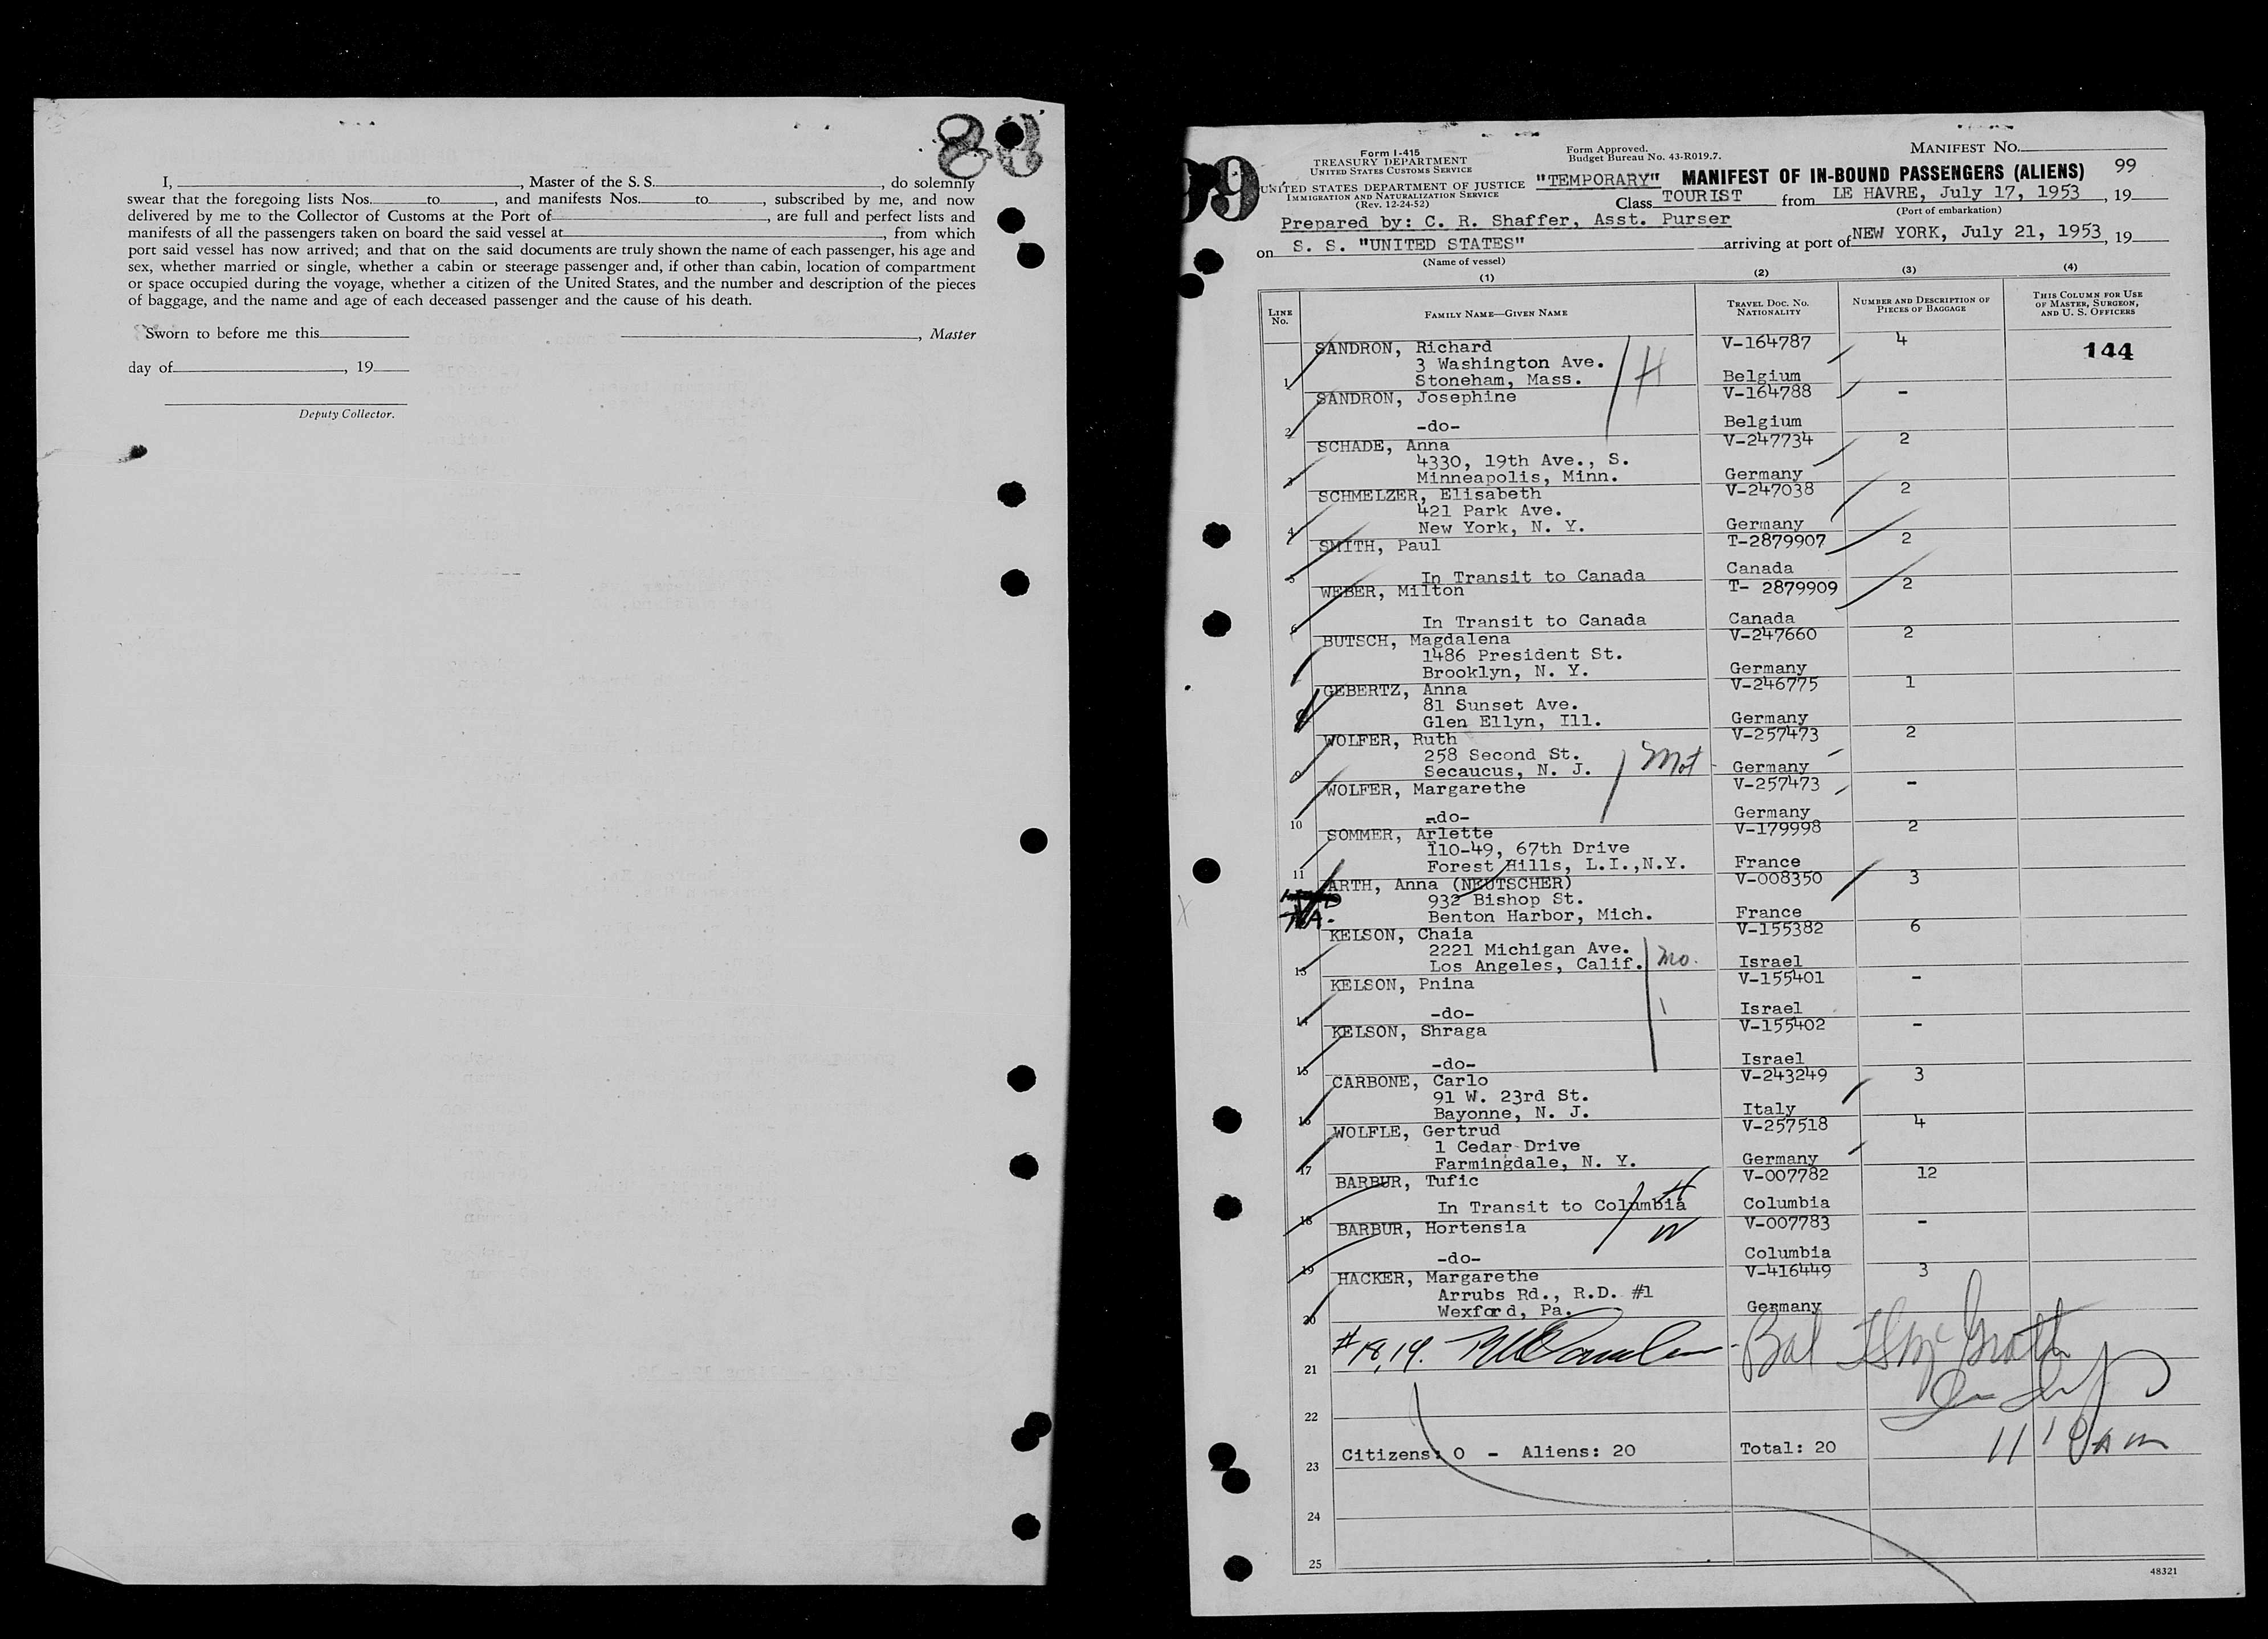 88
I, , Master of the S. S. , do solemnly
swear that the foregoing lists Nos. to , and manifests Nos. to , subscribed by me, and now
delivered by me to the Collector of Customs at the Port of , are full and perfect lists and
manifests of all the passengers taken on board the said vessel at , from which
port said vessel has now arrived; and that on the said documents are truly shown the name of each passenger, his age and
sex, whether married or single, whether a cabin or steerage passenger and, if other than cabin, location of compartment
or space occupied during the voyage, whether a citizen of the United States, and the number and description of the pieces
of baggage, and the name and age of each deceased passenger and the cause of his death.
Sworn to before me this , Master
day of , 19
Deputy Collector.
99
Form I-415
TREASURY DEPARTMENT
UNITED STATES CUSTOMS SERVICE
UNITED STATES DEPARTMENT OF JUSTICE
IMMIGRATION AND NATURALIZATION SERVICE
(Rev. 12-24-52)
Form Approved.
Budget Bureau No. 43-R019.7.
MANIFEST NO.
99
"TEMPORARY" MANIFEST OF IN-BOUND PASSENGERS (ALIENS)
Class TOURIST from LE HAVRE, July 17, 1953, 19
(Port of embarkation)
Prepared by: C. R. Shaffer, Asst. Purser
on S. S. "UNITED STATES" arriving at port of NEW YORK, July 21, 1953, 19
(Name of vessel)
(1) (2) (3) (4)
LINE No. FAMILY NAME—GIVEN NAME TRAVEL DOC. NO. NATIONALITY NUMBER AND DESCRIPTION OF PIECES OF BAGGAGE THIS COLUMN FOR USE OF MASTER, SURGEON, AND U. S. OFFICERS
SANDRON, Richard V-164787 4 144
3 Washington Ave. H
1 Stoneham, Mass. Belgium
SANDRON, Josephine V-164788 -
2 -do- Belgium
SCHADE, Anna V-247734 2
4330, 19th Ave., S.
3 Minneapolis, Minn. Germany
SCHMELZER, Elisabeth V-247038 2
421 Park Ave.
4 New York, N. Y. Germany
SMITH, Paul T-2879907 2
5 In Transit to Canada Canada
WEBER, Milton T- 2879909 2
6 In Transit to Canada Canada
BUTSCH, Magdalena V-247660 2
1486 President St.
Brooklyn, N. Y. Germany
GEBERTZ, Anna V-246775 1
81 Sunset Ave.
8 Glen Ellyn, Ill. Germany
WOLFER, Ruth V-257473 2
258 Second St. Mot
9 Secaucus, N. J. Germany
WOLFER, Margarethe V-257473 -
10 -do- Germany
SOMMER, Arlette V-179998 2
110-49, 67th Drive
11 Forest Hills, L.I.,N.Y. France
ARTH, Anna (NEUTSCHER) V-008350 3
932 Bishop St.
Benton Harbor, Mich. France
KELSON, Chaia V-155382 6
2221 Michigan Ave. Mo.
13 Los Angeles, Calif. Israel
KELSON, Pnina V-155401 -
14 -do- Israel
KELSON, Shraga V-155402 -
15 -do- Israel
CARBONE, Carlo V-243249 3
91 W. 23rd St.
16 Bayonne, N. J. Italy
WOLFLE, Gertrud V-257518 4
1 Cedar Drive
17 Farmingdale, N. Y. Germany
BARBUR, Tufic V-007782 12
H
18 In Transit to Columbia Columbia
BARBUR, Hortensia V-007783 -
W
19 -do- Columbia
HACKER, Margarethe V-416449 3
Arrubs Rd., R.D. #1
20 Wexford, Pa. Germany
21 #18,19. Bal McGrath
22
Citizens: 0 - Aliens: 20 Total: 20
23
24
25
48321